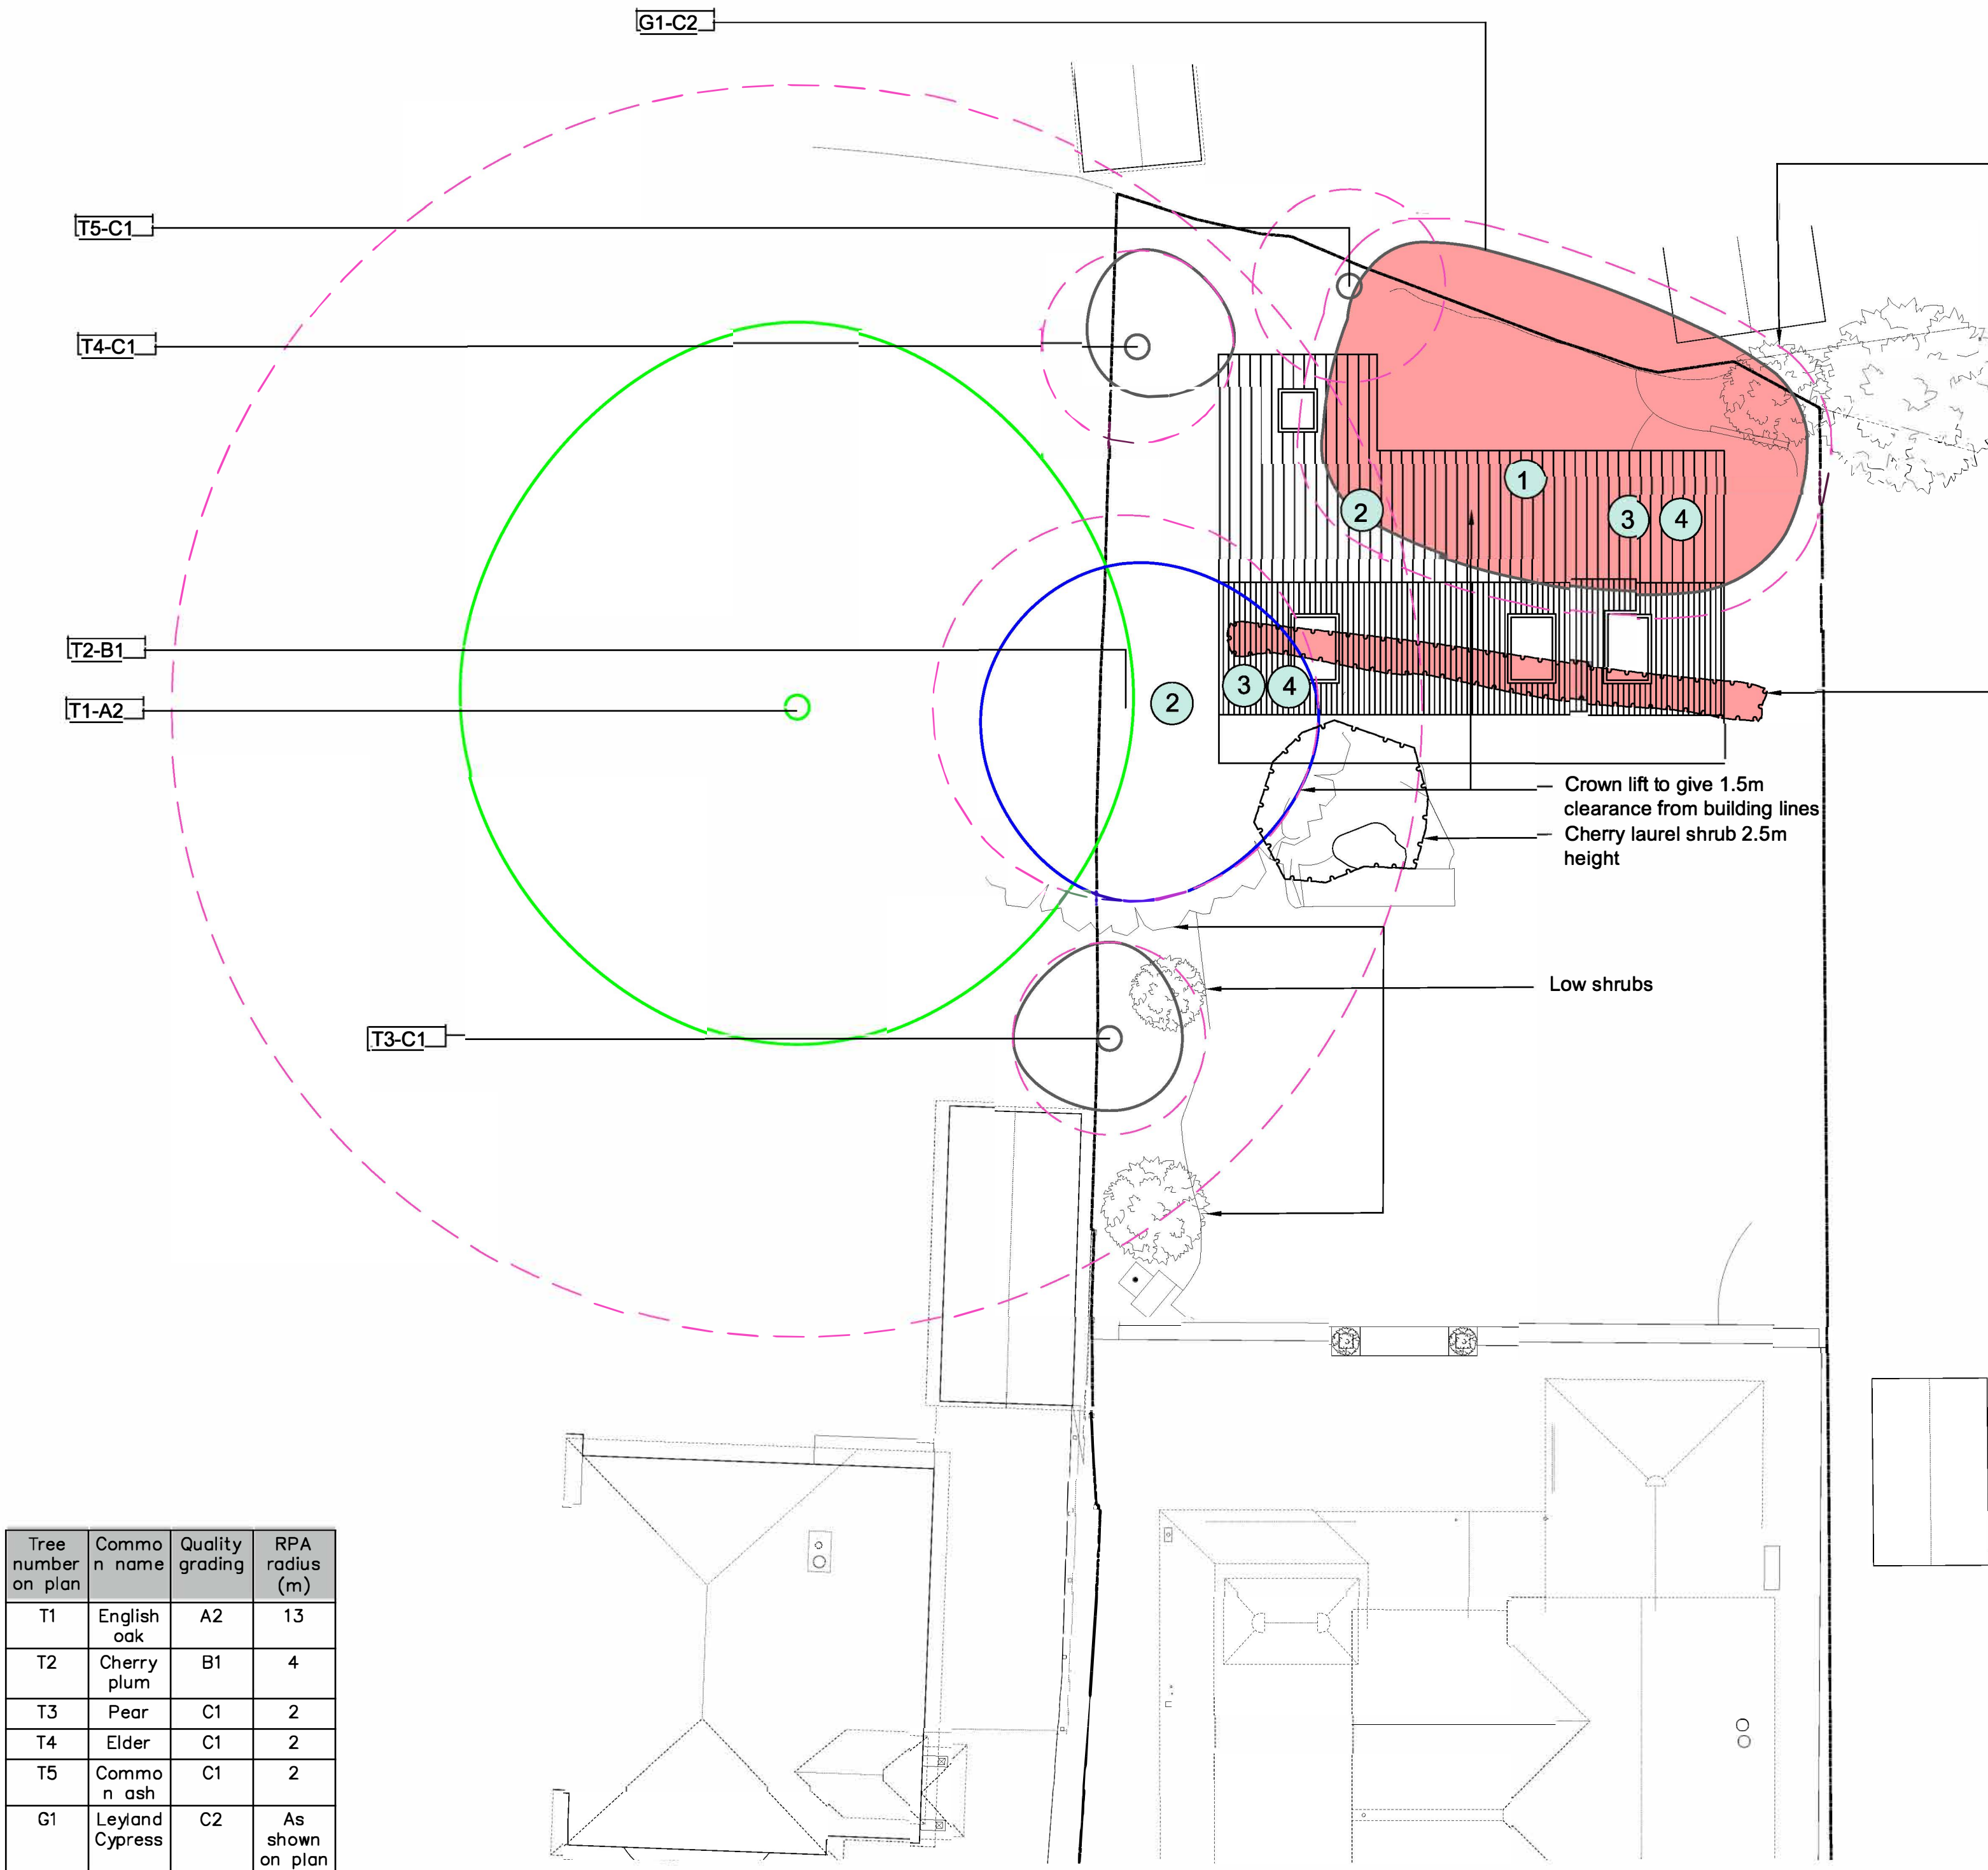 G1-C2
T5-C1
T4-C1
1
2
3
4
T2-B1
T1-A2
3
4
2
Crown lift to give 1.5m
clearance from building lines
Cherry laurel shrub 2.5m
height
Low shrubs
T3-C1
Tree number on plan
Commo n name
Quality grading
RPA radius (m)
T1
English oak
A2
13
T2
Cherry plum
B1
4
T3
Pear
C1
2
T4
Elder
C1
2
T5
Commo n ash
C1
2
G1
Leyland Cypress
C2
As shown on plan